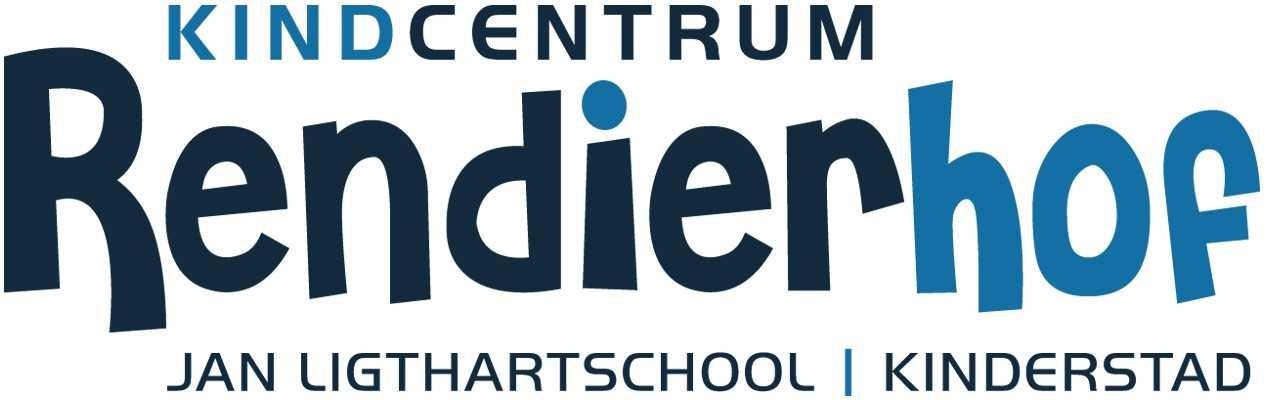 KINDCENTRUM
Rendierhof
JAN LIGTHARTSCHOOL | KINDERSTAD